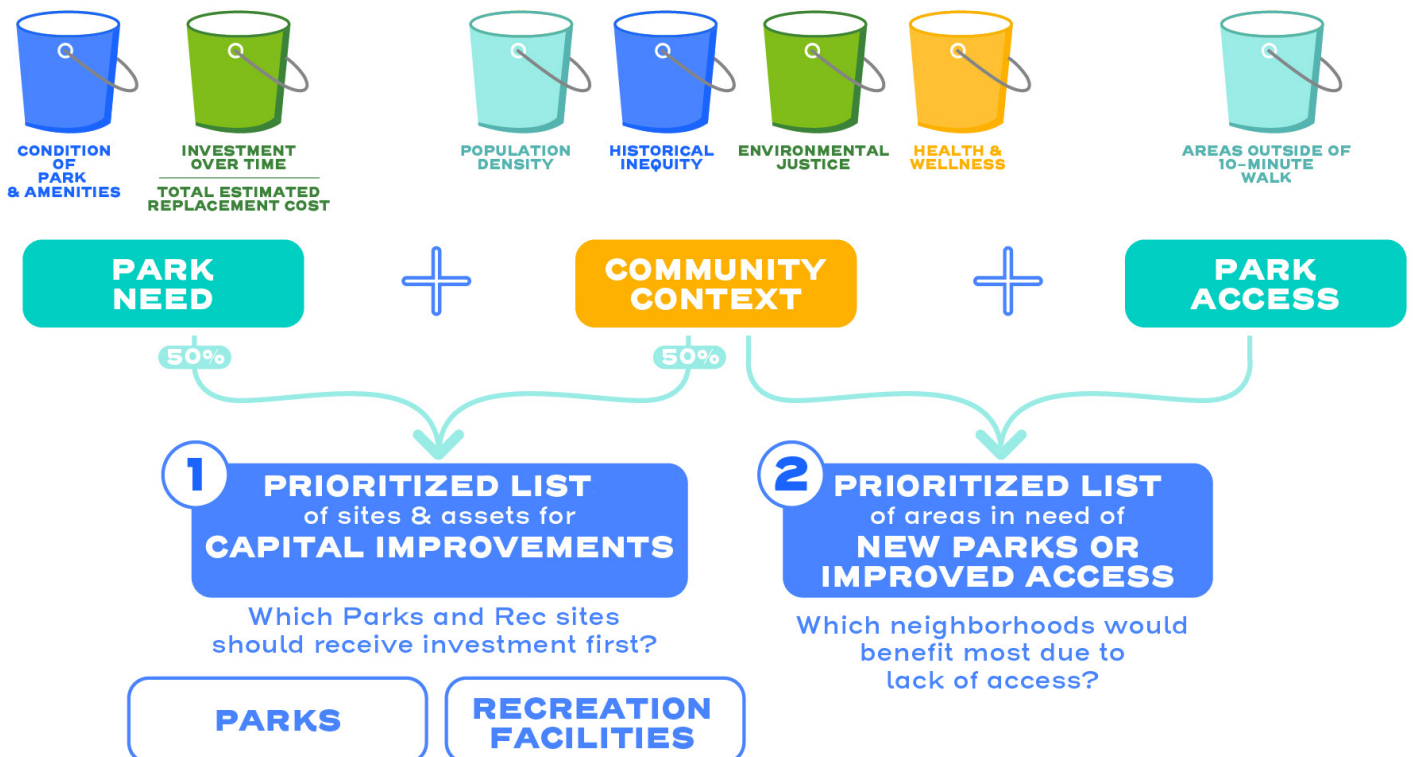 CONDITION
OF
PARK
& AMENITIES
INVESTMENT
OVER TIME
TOTAL ESTIMATED
REPLACEMENT COST
POPULATION
DENSITY
HISTORICAL
INEQUITY
ENVIRONMENTAL
JUSTICE
HEALTH &
WELLNESS
AREAS OUTSIDE OF
10-MINUTE
WALK
PARK
NEED
COMMUNITY
CONTEXT
PARK
ACCESS
50%
50%
1
PRIORITIZED LIST
of sites & assets for
CAPITAL IMPROVEMENTS
Which Parks and Rec sites
should receive investment first?
PARKS
RECREATION
FACILITIES
2
PRIORITIZED LIST
of areas in need of
NEW PARKS OR
IMPROVED ACCESS
Which neighborhoods would
benefit most due to
lack of access?